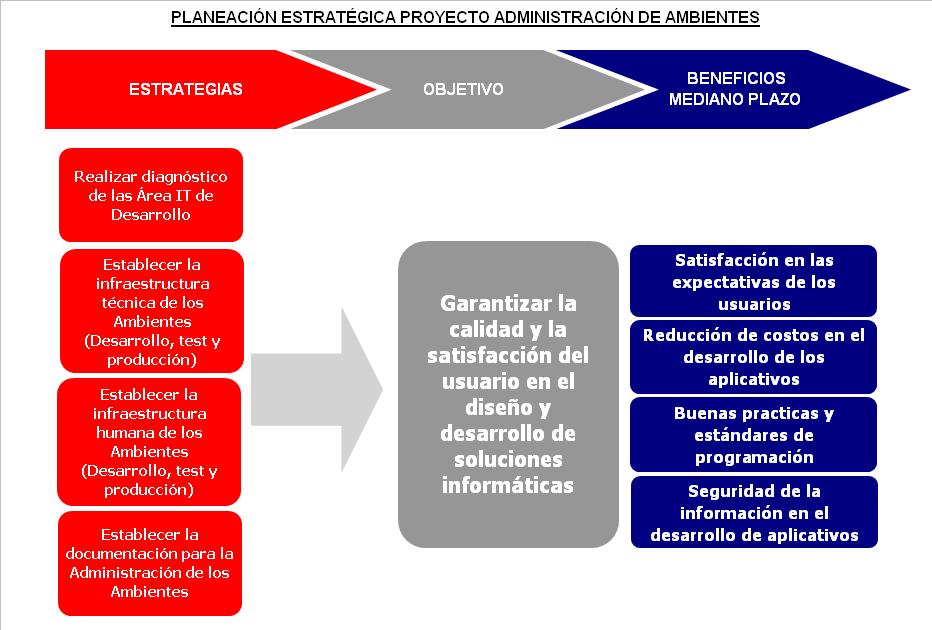 PLANEACIÓN ESTRATÉGICA PROYECTO ADMINISTRACIÓN DE AMBIENTES
ESTRATEGIAS
OBJETIVO
BENEFICIOS
MEDIANO PLAZO
Realizar diagnóstico
de las Área IT de
Desarrollo
Establecer la
infraestructura
técnica de los
Ambientes
(Desarrollo, test y
producción)
Establecer la
infraestructura
humana de los
Ambientes
(Desarrollo, test y
producción)
Establecer la
documentación para la
Administración de los
Ambientes
Garantizar la
calidad y la
satisfacción del
usuario en el
diseño y
desarrollo de
soluciones
informáticas
Satisfacción en las
expectativas de los
usuarios
Reducción de costos en el
desarrollo de los
aplicativos
Buenas practicas y
estándares de
programación
Seguridad de la
información en el
desarrollo de aplicativos